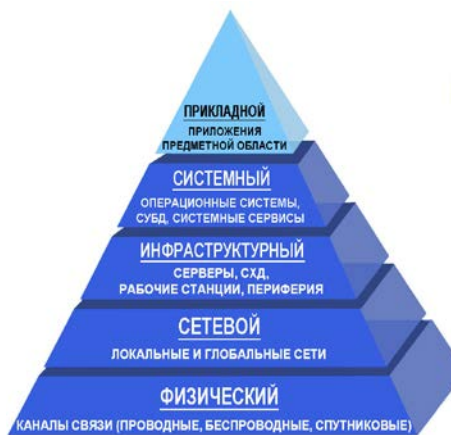 ПРИКЛАДНОЙ
ПРИЛОЖЕНИЯ
ПРЕДМЕТНОЙ ОБЛАСТИ
СИСТЕМНЫЙ
ОПЕРАЦИОННЫЕ СИСТЕМЫ,
СУБД, СИСТЕМНЫЕ СЕРВИСЫ
ИНФРАСТРУКТУРНЫЙ
СЕРВЕРЫ, СХД,
РАБОЧИЕ СТАНЦИИ, ПЕРИФЕРИЯ
СЕТЕВОЙ
ЛОКАЛЬНЫЕ И ГЛОБАЛЬНЫЕ СЕТИ
ФИЗИЧЕСКИЙ
КАНАЛЫ СВЯЗИ (ПРОВОДНЫЕ, БЕСПРОВОДНЫЕ, СПУТНИКОВЫЕ)